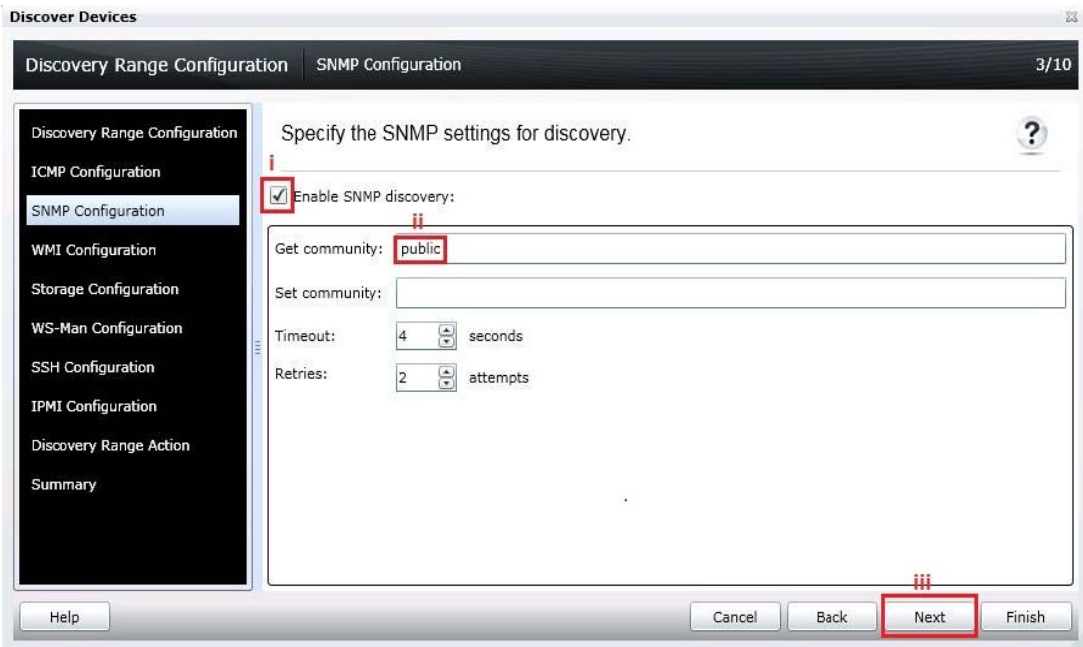 Discover Devices
Discovery Range Configuration SNMP Configuration 3/10
Discovery Range Configuration
ICMP Configuration
SNMP Configuration
WMI Configuration
Storage Configuration
WS-Man Configuration
SSH Configuration
IPMI Configuration
Discovery Range Action
Summary
Specify the SNMP settings for discovery. ?
i
Enable SNMP discovery:
ii
Get community: public
Set community:
Timeout: 4 seconds
Retries: 2 attempts
iii
Help Cancel Back Next Finish